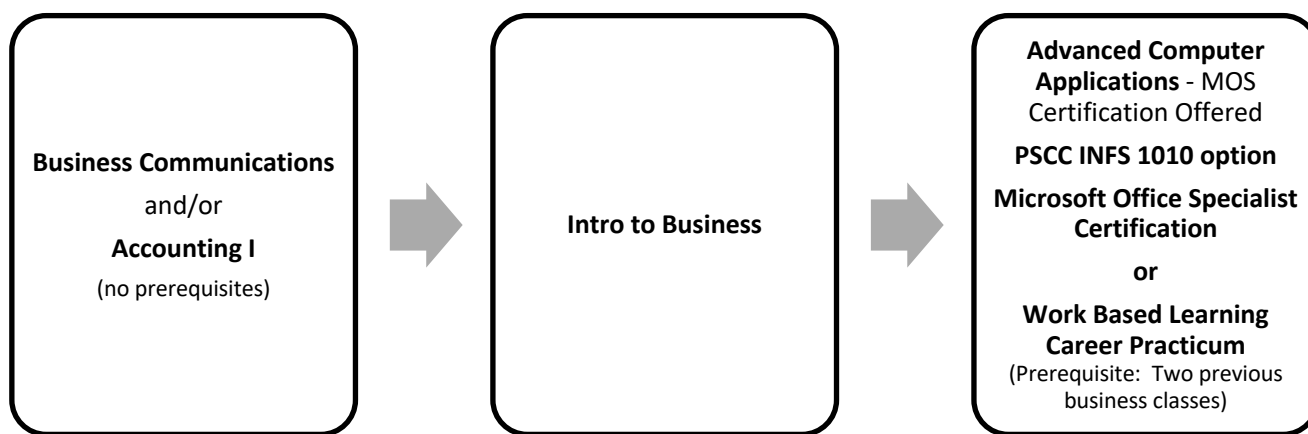 Business Communications
and/or
Accounting I
(no prerequisites)
Intro to Business
Advanced Computer
Applications - MOS
Certification Offered
PSCC INFS 1010 option
Microsoft Office Specialist
Certification
or
Work Based Learning
Career Practicum
(Prerequisite: Two previous
business classes)